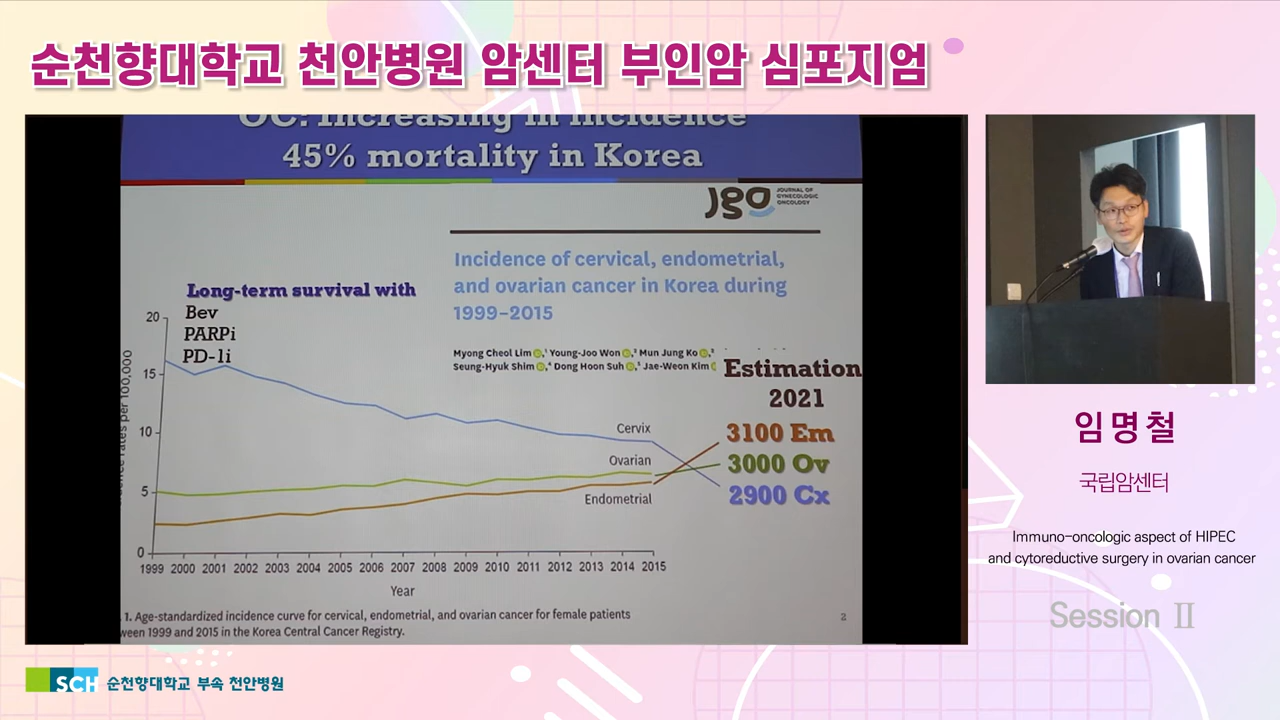 순천향대학교 천안병원 암센터 부인암 심포지엄
OC: Increasing in incidence
45% mortality in Korea
jgo
JOURNAL OF
GYNECOLOGIC
ONCOLOGY
Incidence of cervical, endometrial,
and ovarian cancer in Korea during
1999–2015
Myong Cheol Lim, Young-Joo Won, Mun Jung Ko,
Seung-Hyuk Shim, Dong Hoon Suh, Jae-Weon Kim
Long-term survival with
Bev
PARPi
PD-1i
Estimation
2021
3100 Em
3000 Ov
2900 Cx
20
15
10
5
0
rates per 100,000
Cervix
Ovarian
Endometrial
1999 2000 2001 2002 2003 2004 2005 2006 2007 2008 2009 2010 2011 2012 2013 2014 2015
Year
1. Age-standardized incidence curve for cervical, endometrial, and ovarian cancer for female patients
ween 1999 and 2015 in the Korea Central Cancer Registry.
2
임명철
국립암센터
Immuno-oncologic aspect of HIPEC
and cytoreductive surgery in ovarian cancer
Session Ⅱ
SCH 순천향대학교 부속 천안병원